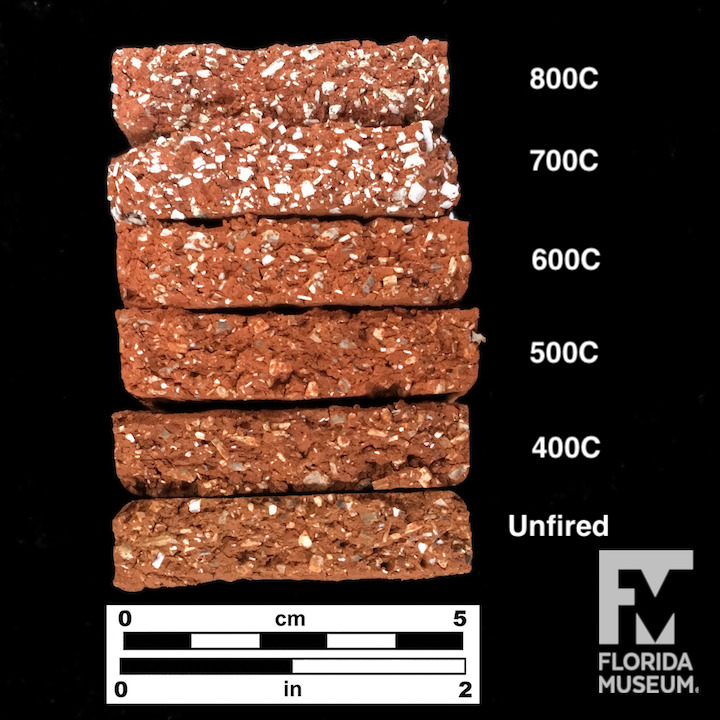 800C
700C
600C
500C
400C
Unfired
0 cm 5
0 in 2
FLORIDA
MUSEUM